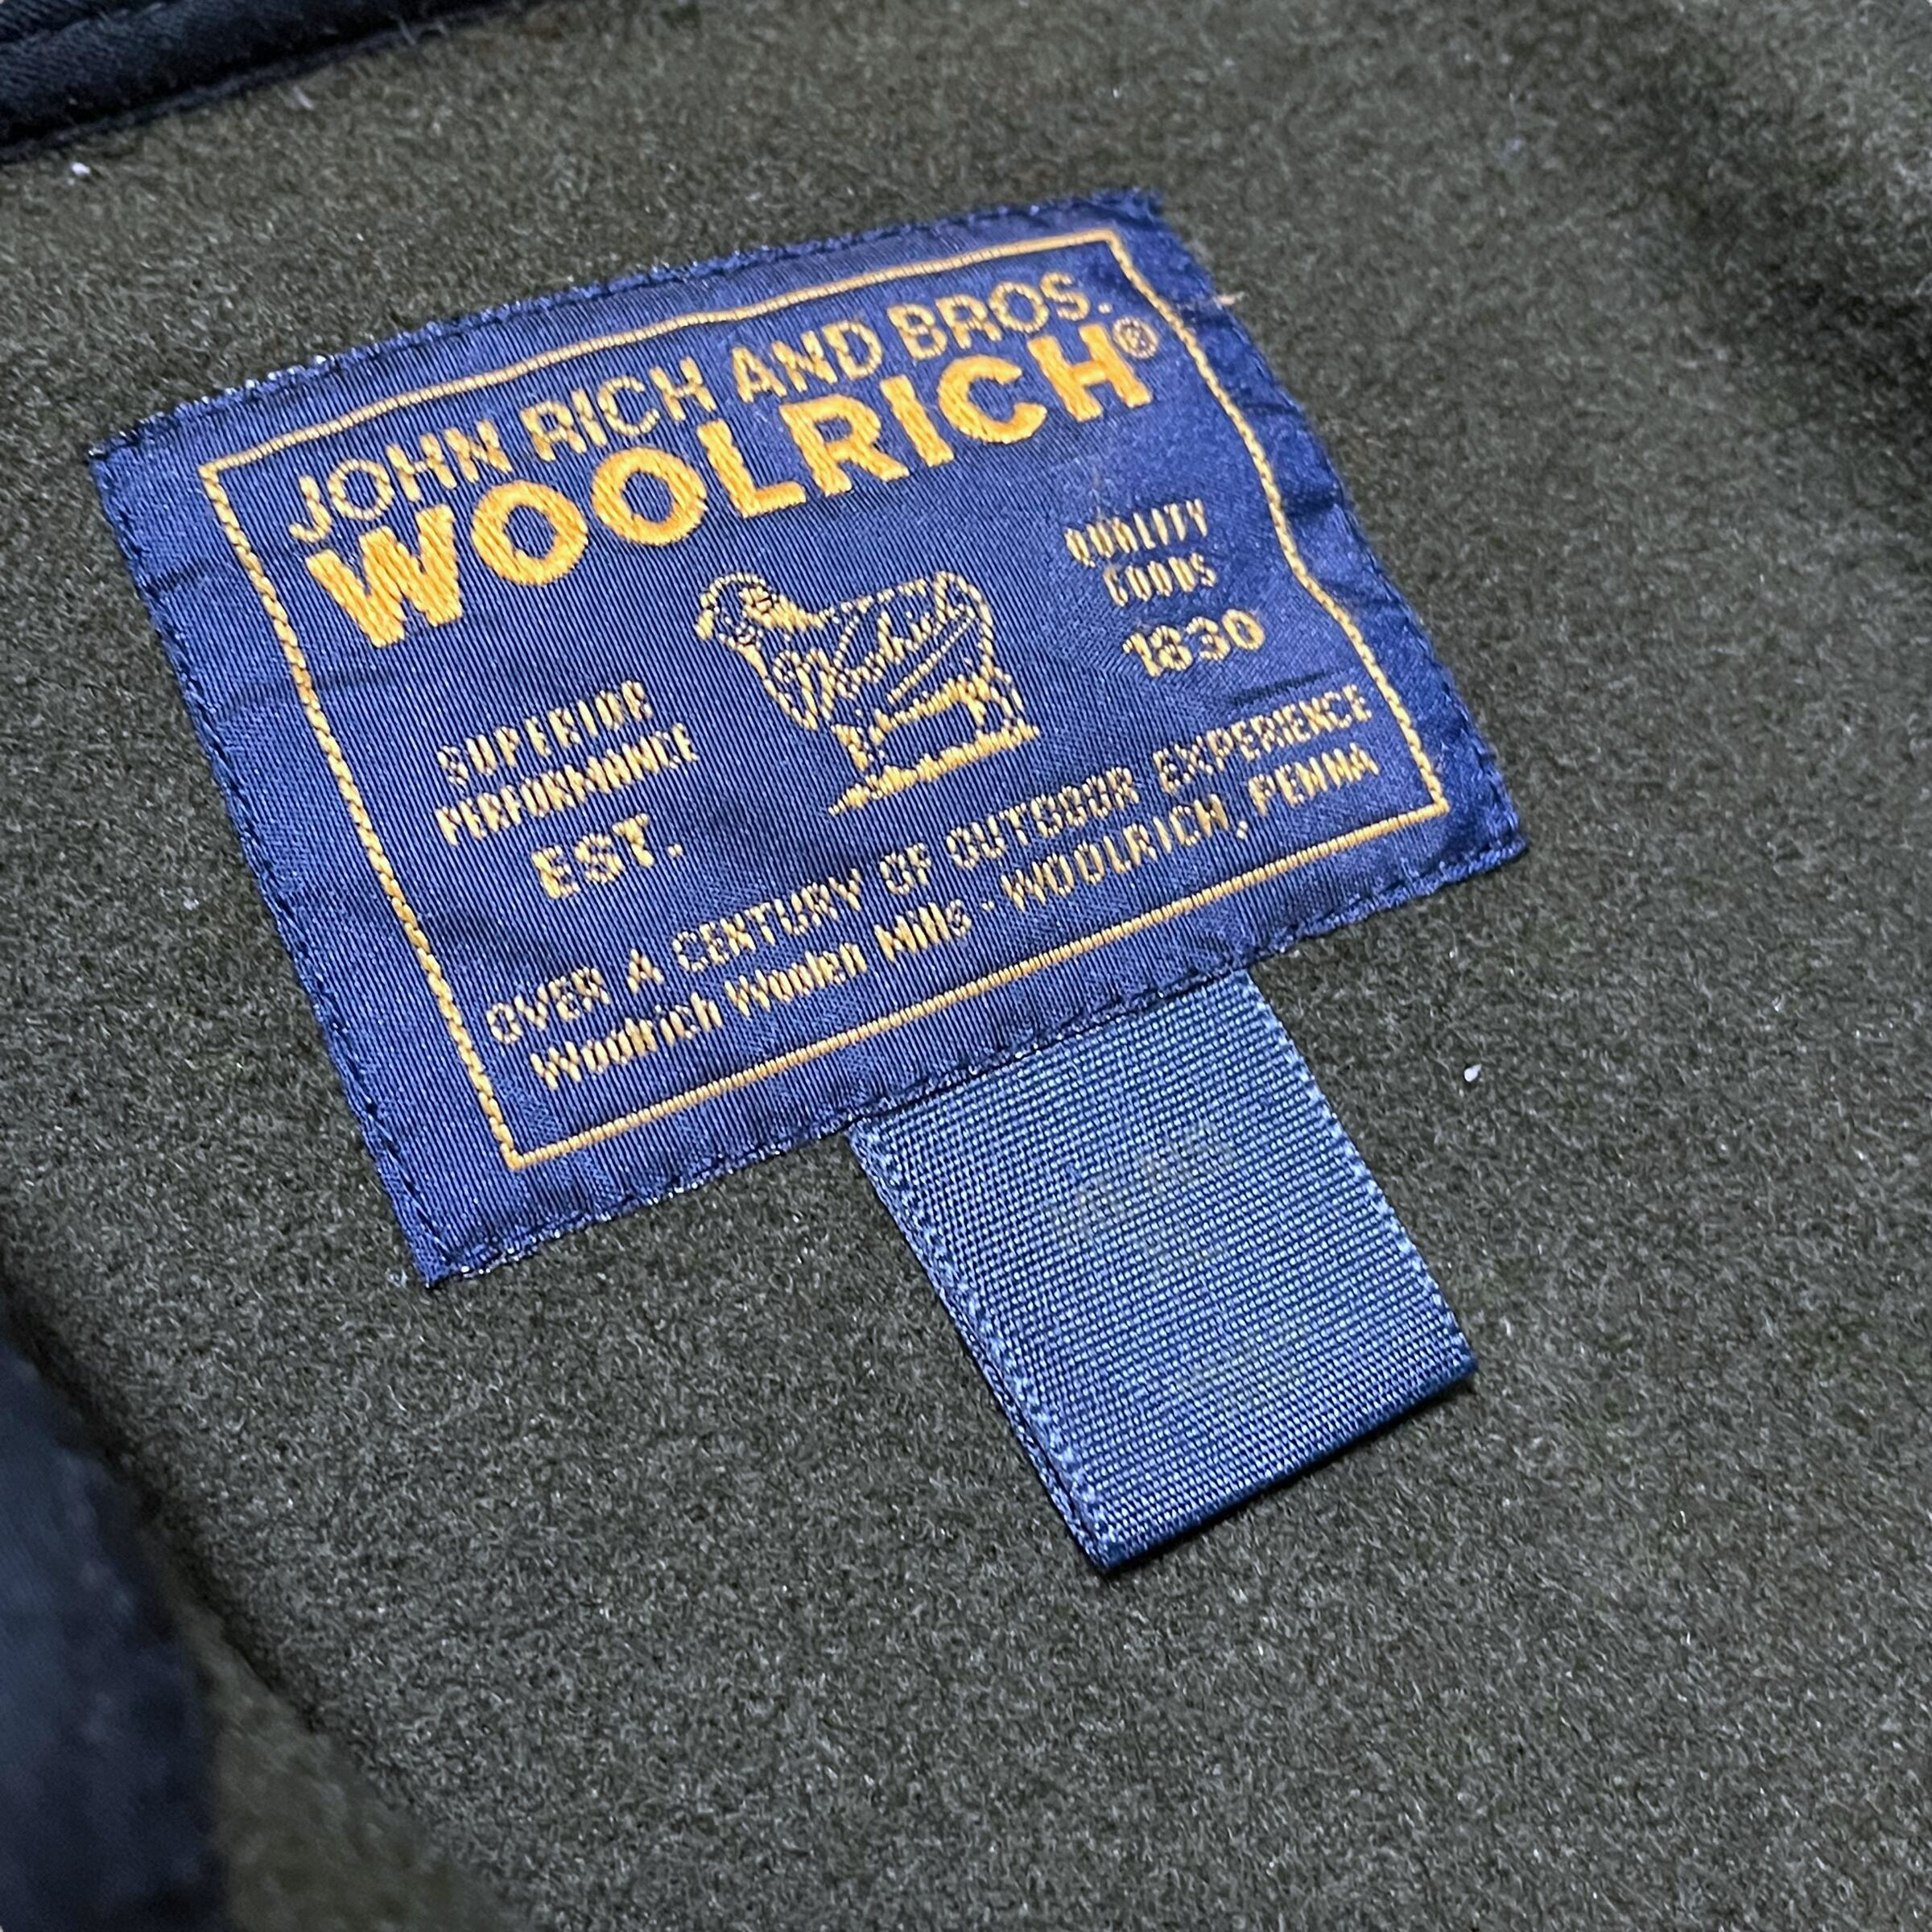 JOHN RICH AND BROS.
WOOLRICH®
Woolrich
SUPERIOR
PERFORMANCE
EST.
QUALITY
GOODS
1830
OVER A CENTURY OF OUTDOOR EXPERIENCE
Woolrich Woolen Mills - WOOLRICH, PENNA